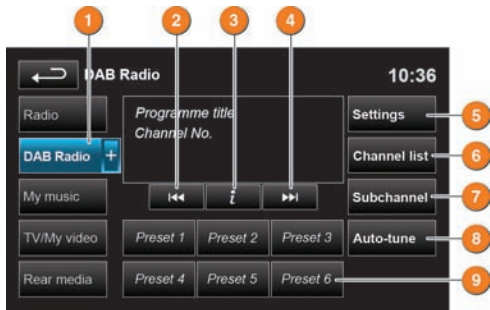 1 2 3 4
DAB Radio 10:36
Radio
Programme title
Channel No.
Settings 5
DAB Radio +
Channel list 6
My music
i
Subchannel 7
TV/My video
Preset 1 Preset 2 Preset 3
Auto-tune 8
Rear media
Preset 4 Preset 5 Preset 6 9